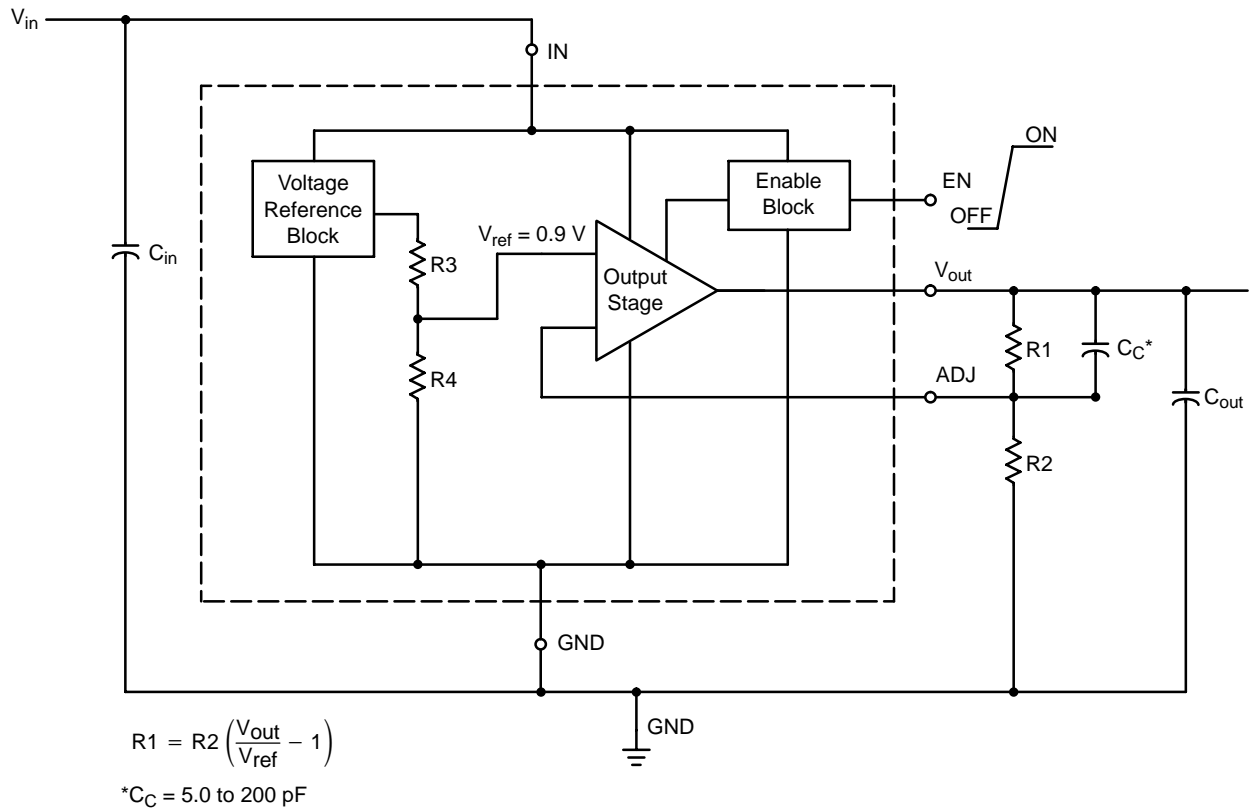 Vin
IN
ON
Voltage
Reference
Block
Enable
Block
EN
OFF
Cin
R3
Vref = 0.9 V
Output
Stage
Vout
R1
CC*
R4
ADJ
Cout
R2
GND
GND
R1 = R2 (Vout/Vref − 1)
*CC = 5.0 to 200 pF